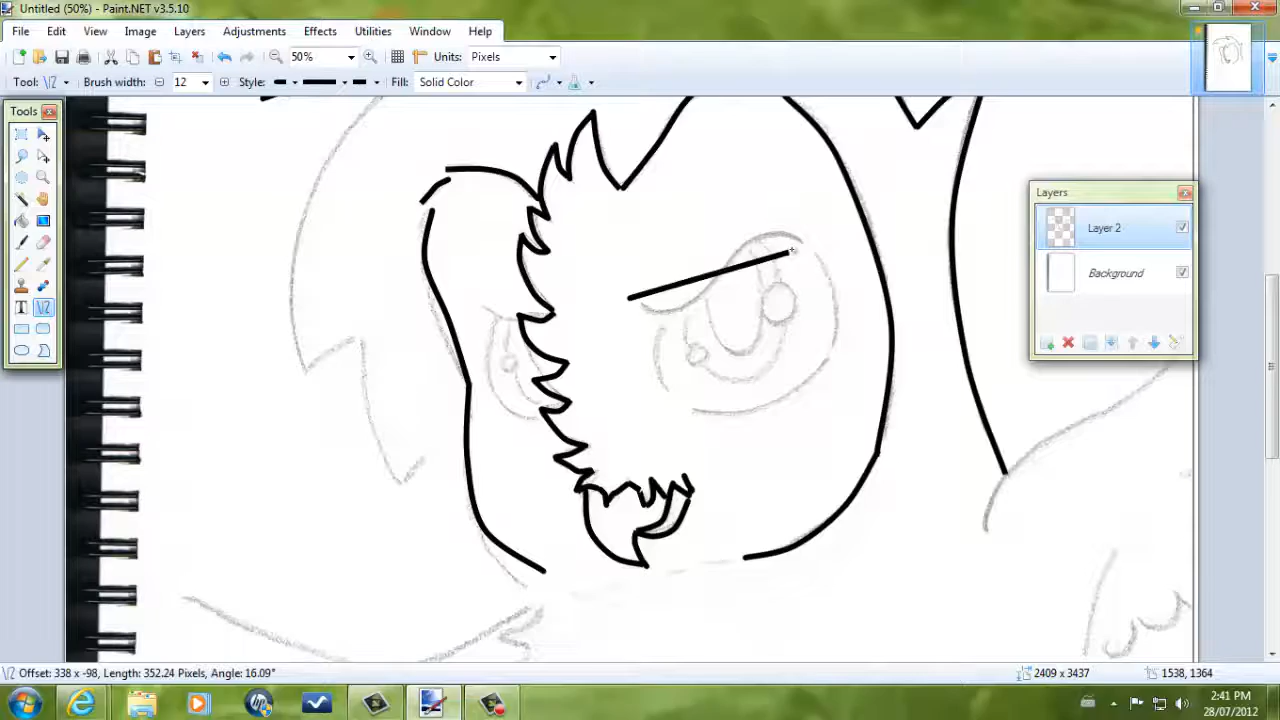 Untitled (50%) - Paint.NET v3.5.10
File Edit View Image Layers Adjustments Effects Utilities Window Help
50% Units: Pixels
Tool: Brush width: 12 Style: Fill: Solid Color
Tools
Layers
Layer 2
Background
Offset: 338 x -98, Length: 352.24 Pixels, Angle: 16.09° 2409 x 3437 1538, 1364
2:41 PM
28/07/2012